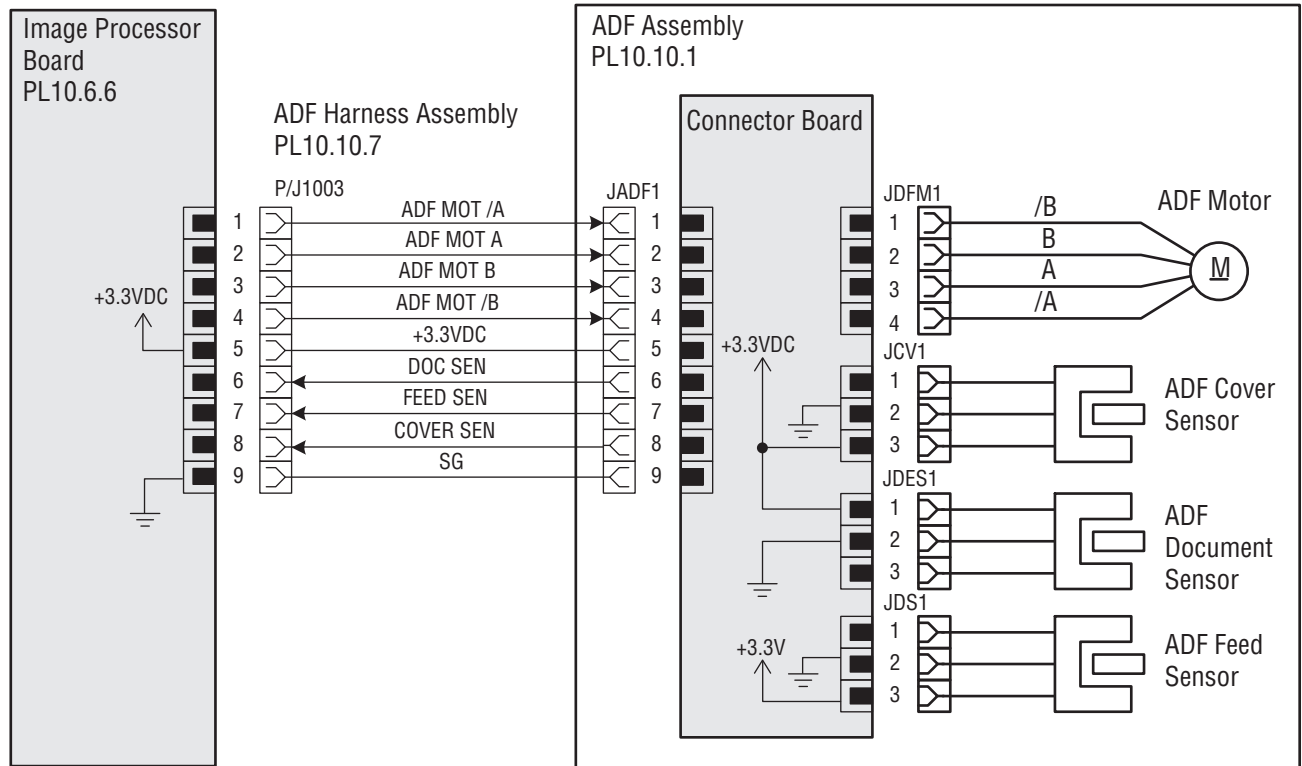 Image Processor
Board
PL10.6.6
ADF Harness Assembly
PL10.10.7
ADF Assembly
PL10.10.1
Connector Board
P/J1003
JADF1
+3.3VDC
1 ADF MOT /A 1
2 ADF MOT A 2
3 ADF MOT B 3
4 ADF MOT /B 4
5 +3.3VDC 5
6 DOC SEN 6
7 FEED SEN 7
8 COVER SEN 8
9 SG 9
JDFM1
ADF Motor
1 /B
2 B
3 A
4 /A
M
+3.3VDC
JCV1
1
2
3
ADF Cover
Sensor
JDES1
1
2
3
ADF
Document
Sensor
JDS1
+3.3V
1
2
3
ADF Feed
Sensor